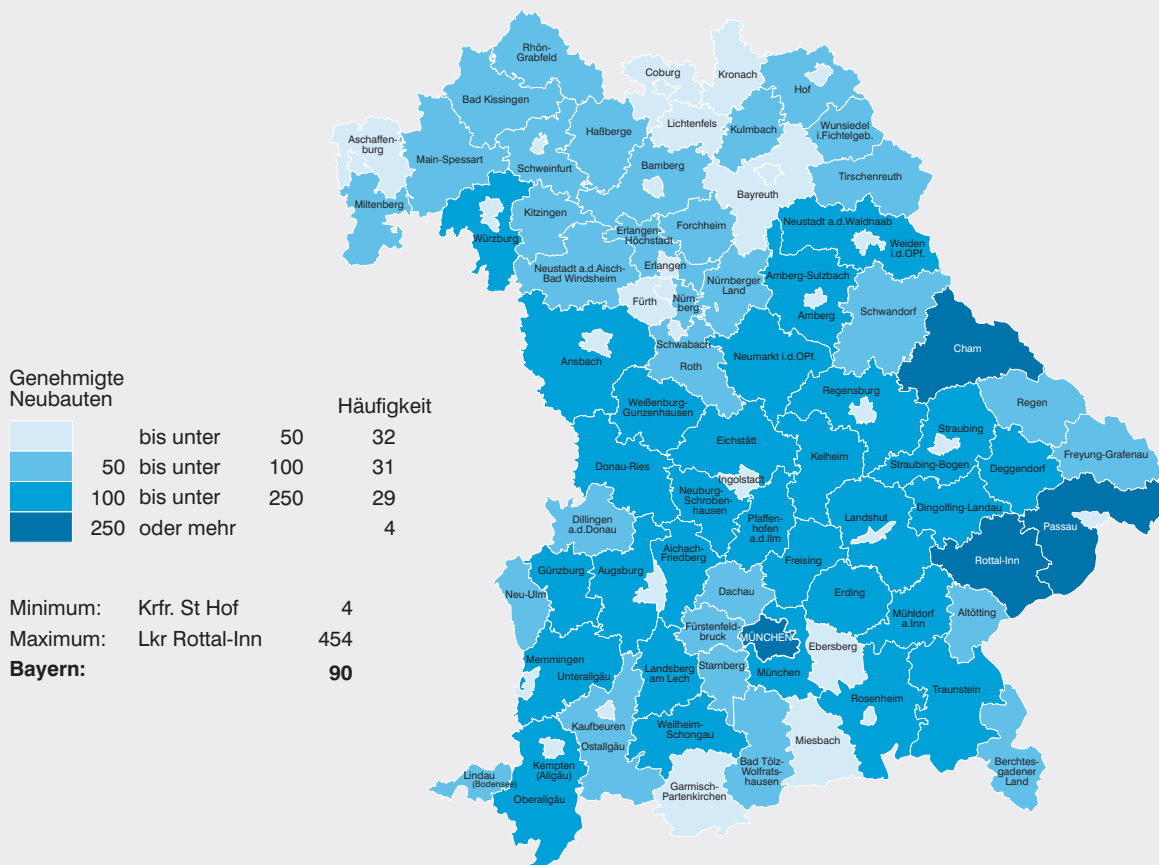 Rhön-
Grabfeld
Coburg
Kronach
Hof
Bad Kissingen
Lichtenfels
Kulmbach
Wunsiedel
i.Fichtelgeb.
Haßberge
Aschaffen-
burg
Main-Spessart
Schweinfurt
Bamberg
Tirschenreuth
Bayreuth
Miltenberg
Kitzingen
Neustadt a.d.Waldnaab
Würzburg
Erlangen-
Höchstadt
Forchheim
Weiden
i.d.OPf.
Neustadt a.d.Aisch-
Bad Windsheim
Erlangen
Nürnberger
Land
Amberg-Sulzbach
Fürth
Nürn-
berg
Amberg
Schwandorf
Schwabach
Cham
Ansbach
Roth
Neumarkt i.d.OPf.
Genehmigte
Neubauten
Häufigkeit
bis unter 50 32
50 bis unter 100 31
100 bis unter 250 29
250 oder mehr 4
Weißenburg-
Gunzenhausen
Regensburg
Regen
Eichstätt
Straubing
Kelheim
Freyung-Grafenau
Donau-Ries
Straubing-Bogen
Deggendorf
Ingolstadt
Neuburg-
Schroben-
hausen
Dingolfing-Landau
Dillingen
a.d.Donau
Pfaffen-
hofen
a.d.Ilm
Landshut
Passau
Aichach-
Friedberg
Freising
Rottal-Inn
Günzburg
Augsburg
Neu-Ulm
Dachau
Erding
Mühldorf
a.Inn
Altötting
Fürstenfeld-
bruck
MÜNCHEN
Ebersberg
Minimum: Krfr. St Hof 4
Maximum: Lkr Rottal-Inn 454
Bayern: 90
Memmingen
Unterallgäu
Landsberg
am Lech
Starnberg
München
Rosenheim
Traunstein
Kaufbeuren
Weilheim-
Schongau
Ostallgäu
Miesbach
Bad Tölz-
Wolfrats-
hausen
Berchtes-
gadener
Land
Kempten
(Allgäu)
Lindau
(Bodensee)
Garmisch-
Partenkirchen
Oberallgäu